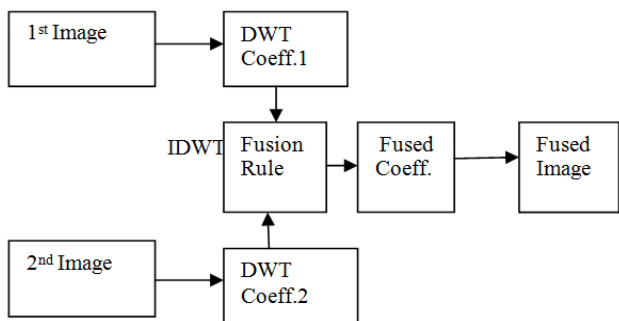 1st Image
DWT
Coeff.1
IDWT
Fusion
Rule
Fused
Coeff.
Fused
Image
2nd Image
DWT
Coeff.2